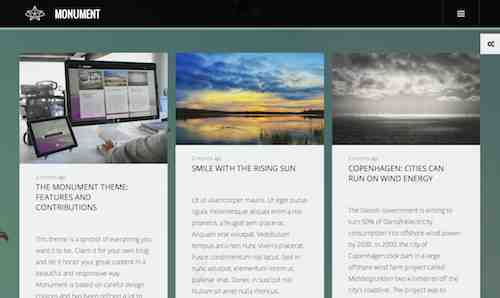 MONUMENT
2 months ago
THE MONUMENT THEME:
FEATURES AND
CONTRIBUTIONS
This theme is a symbol of everything you
want it to be. Claim it for your own blog
and let it honor your great content in a
beautiful and responsive way.
Monument is based on careful design
choices and has been refined a lot to
2 months ago
SMILE WITH THE RISING SUN
Ut ut ullamcorper mauris. Ut eget purus
ligula. Pellentesque aliquam enim a nisi
pharetra, a feugiat sem placerat.
Aliquam erat volutpat. Vestibulum
tempus arcu non nunc viverra placerat.
Fusce condimentum nisl lacus. Sed in
nunc volutpat, elementum lorem ut,
pulvinar erat. Donec in suscipit nisl.
Nullam sit amet nulla rhoncus,
2 months ago
COPENHAGEN: CITIES CAN
RUN ON WIND ENERGY
The Danish Government is aiming to
turn 50% of Danish electricity
consumption into offshore wind power
by 2030. In 2000, the city of
Copenhagen took part in a large
offshore wind farm project called
Middelgrunden two kilometres off the
city's coastline. The project was to